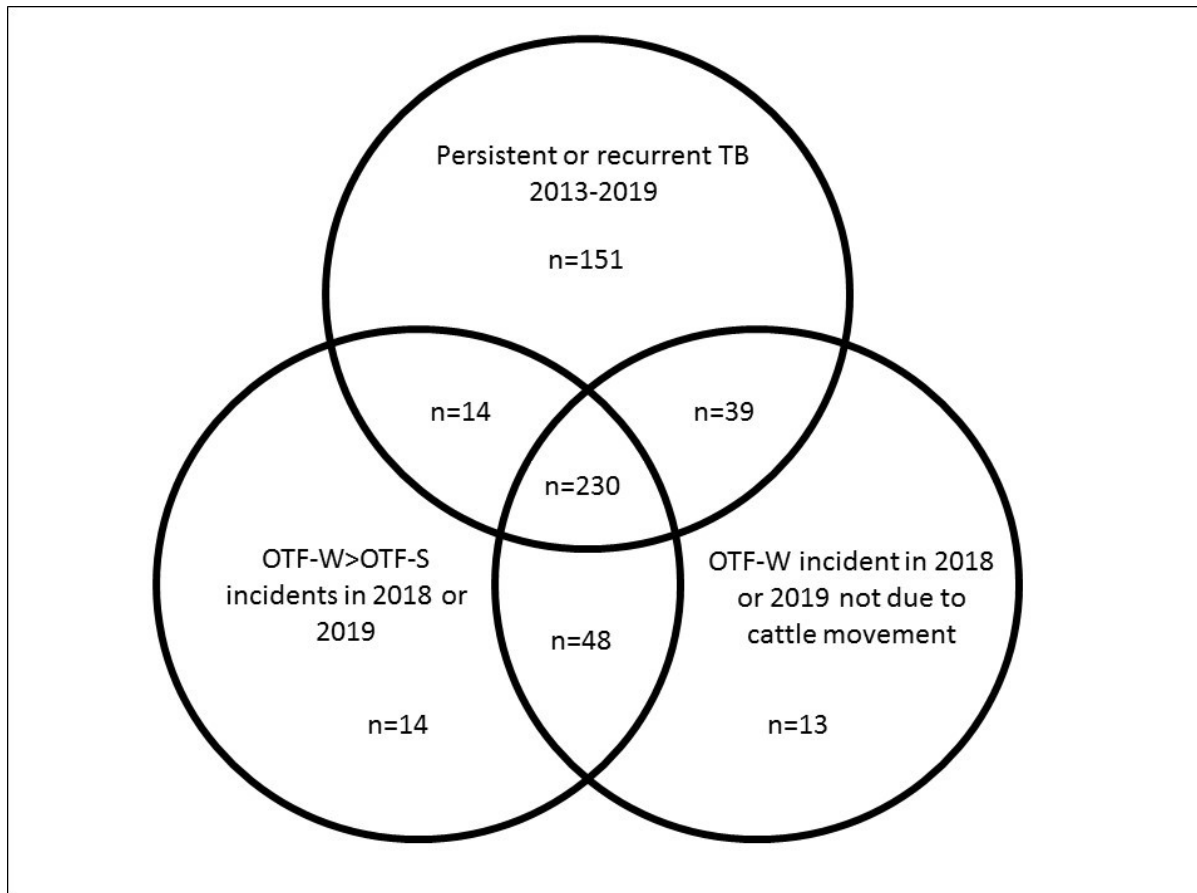 Persistent or recurrent TB
2013-2019
n=151
n=14
n=39
n=230
OTF-W>OTF-S
incidents in 2018 or
2019
OTF-W incident in 2018
or 2019 not due to
cattle movement
n=48
n=14
n=13